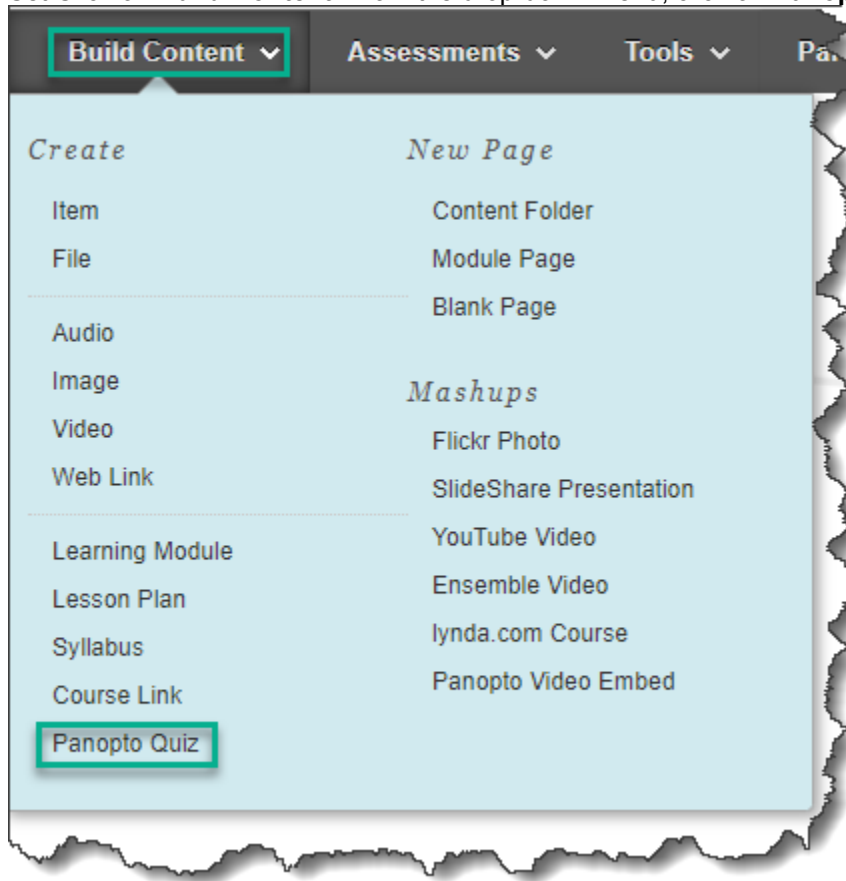 Build Content Assessments Tools
Create
Item
File
Audio
Image
Video
Web Link
Learning Module
Lesson Plan
Syllabus
Course Link
Panopto Quiz
New Page
Content Folder
Module Page
Blank Page
Mashups
Flickr Photo
SlideShare Presentation
YouTube Video
Ensemble Video
lynda.com Course
Panopto Video Embed